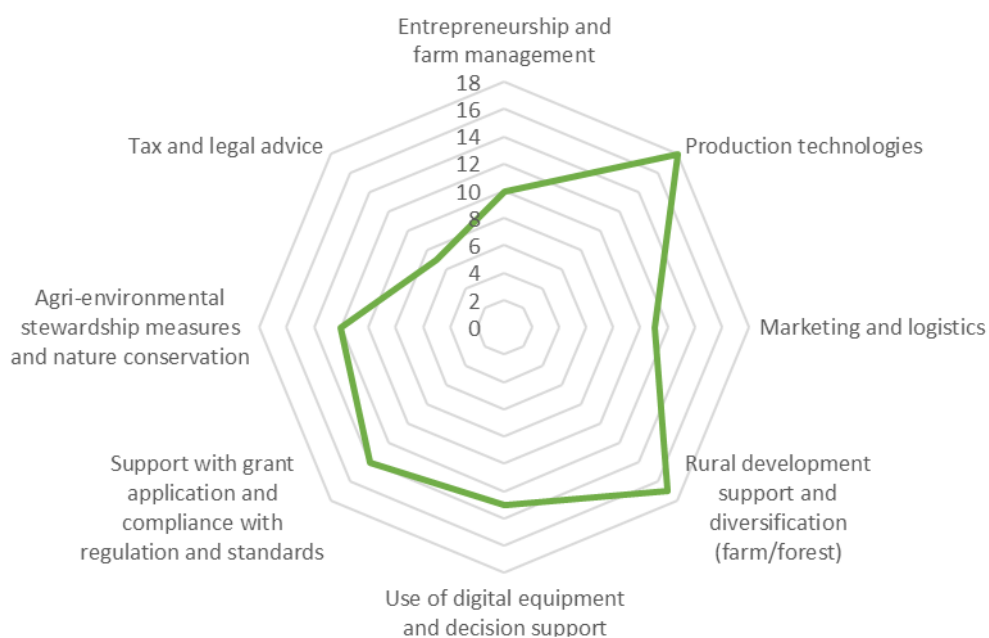 Entrepreneurship and
farm management
18
16
14
12
10
8
6
4
2
0
Production technologies
Marketing and logistics
Rural development
support and
diversification
(farm/forest)
Use of digital equipment
and decision support
Support with grant
application and
compliance with
regulation and standards
Agri-environmental
stewardship measures
and nature conservation
Tax and legal advice